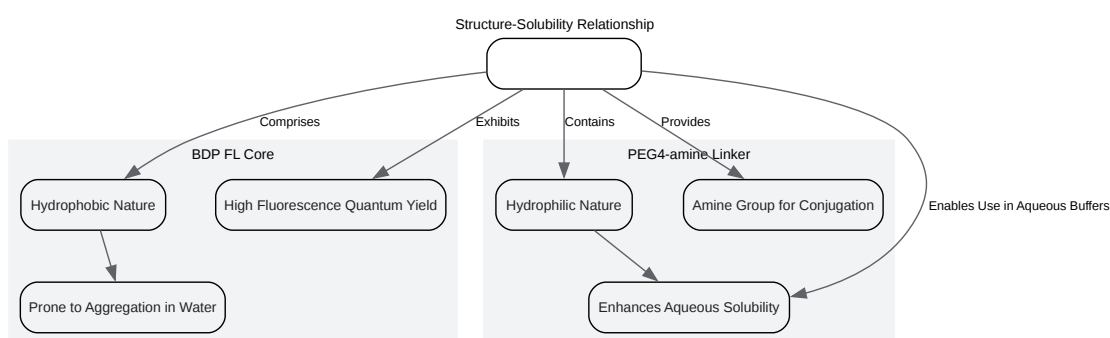 Structure-Solubility Relationship
Comprises
Exhibits
Contains
Provides
BDP FL Core
PEG4-amine Linker
Hydrophobic Nature
High Fluorescence Quantum Yield
Hydrophilic Nature
Amine Group for Conjugation
Enables Use in Aqueous Buffers
Prone to Aggregation in Water
Enhances Aqueous Solubility